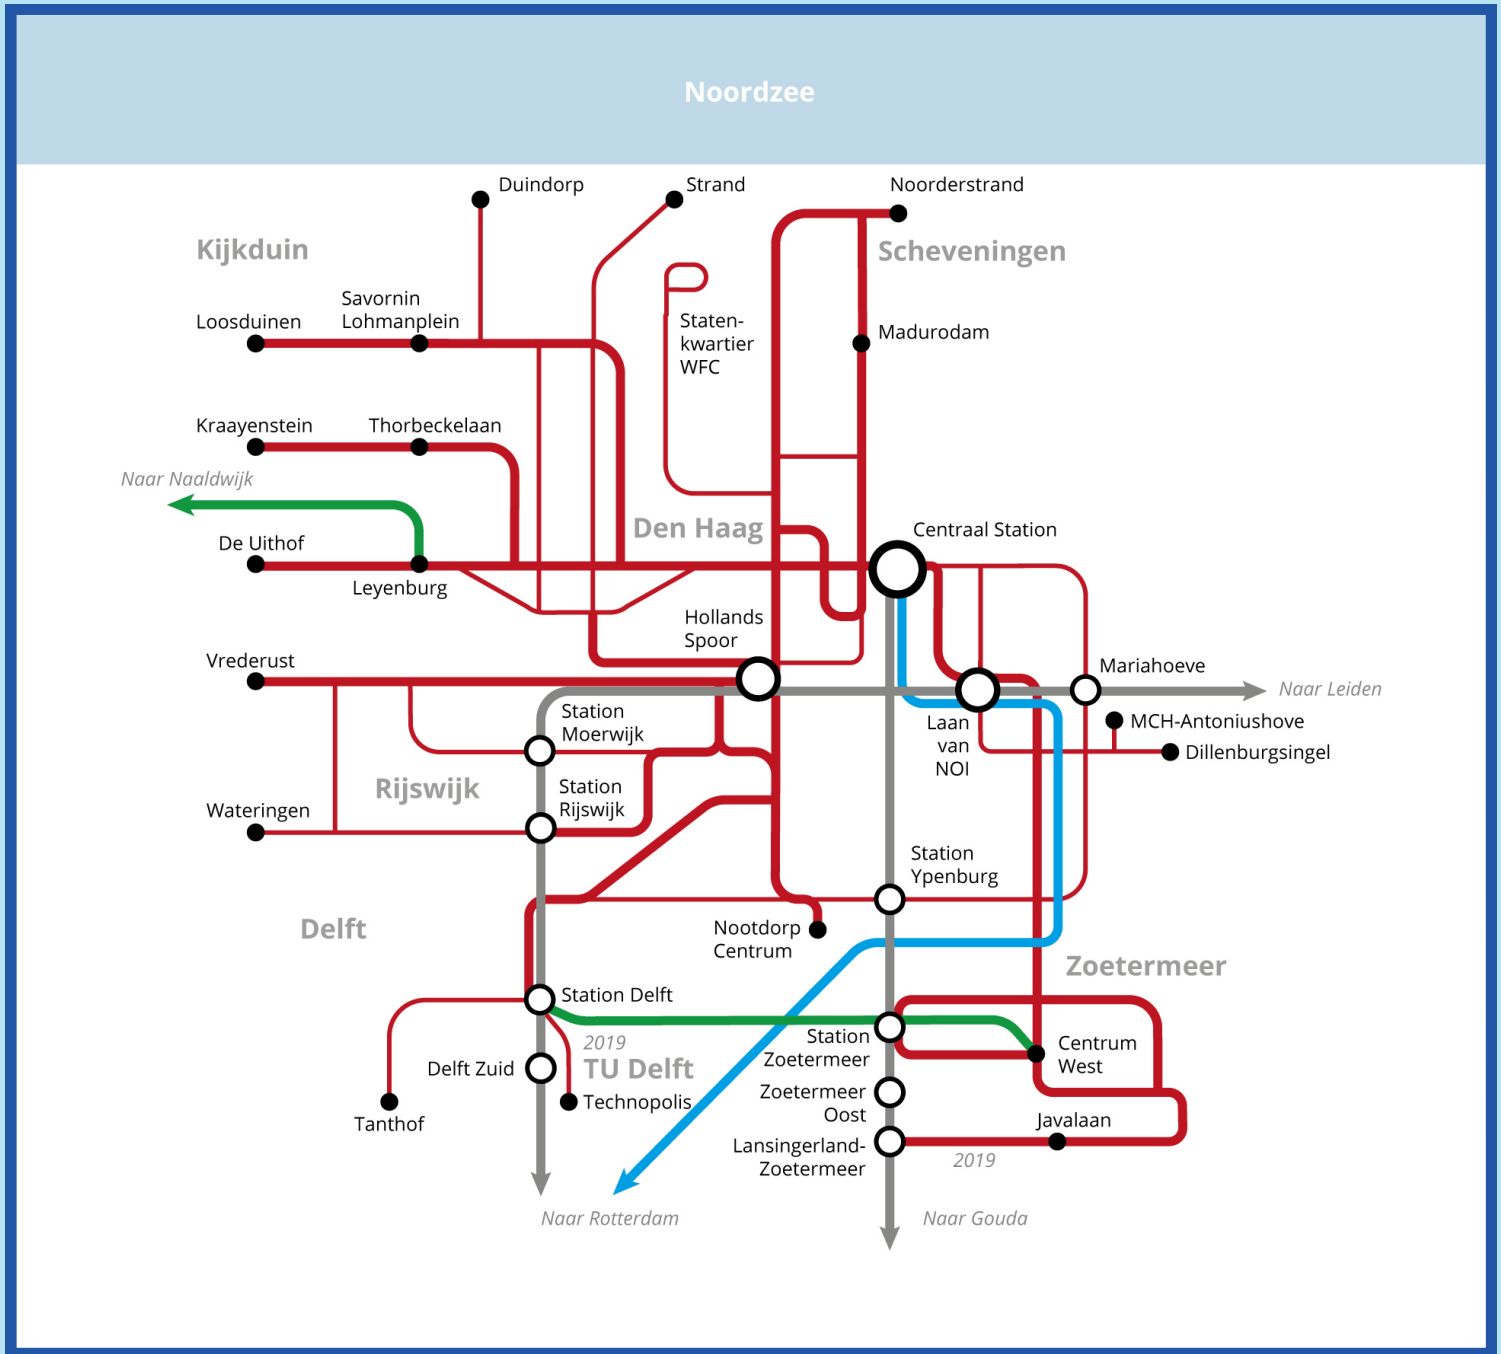 Noordzee
Duindorp
Strand
Noorderstrand
Kijkduin
Scheveningen
Savornin
Lohmanplein
Loosduinen
Staten-
kwartier
WFC
Madurodam
Kraayenstein
Thorbeckelaan
Naar Naaldwijk
Den Haag
Centraal Station
De Uithof
Leyenburg
Hollands
Spoor
Vrederust
Mariahoeve
Naar Leiden
Station
Moerwijk
Laan
van
NOI
MCH-Antoniushove
Dillenburgsingel
Rijswijk
Station
Rijswijk
Wateringen
Station
Ypenburg
Delft
Nootdorp
Centrum
Zoetermeer
Station Delft
2019
TU Delft
Station
Zoetermeer
Centrum
West
Delft Zuid
Technopolis
Tanthof
Zoetermeer
Oost
Javalaan
Lansingerland-
Zoetermeer
2019
Naar Rotterdam
Naar Gouda